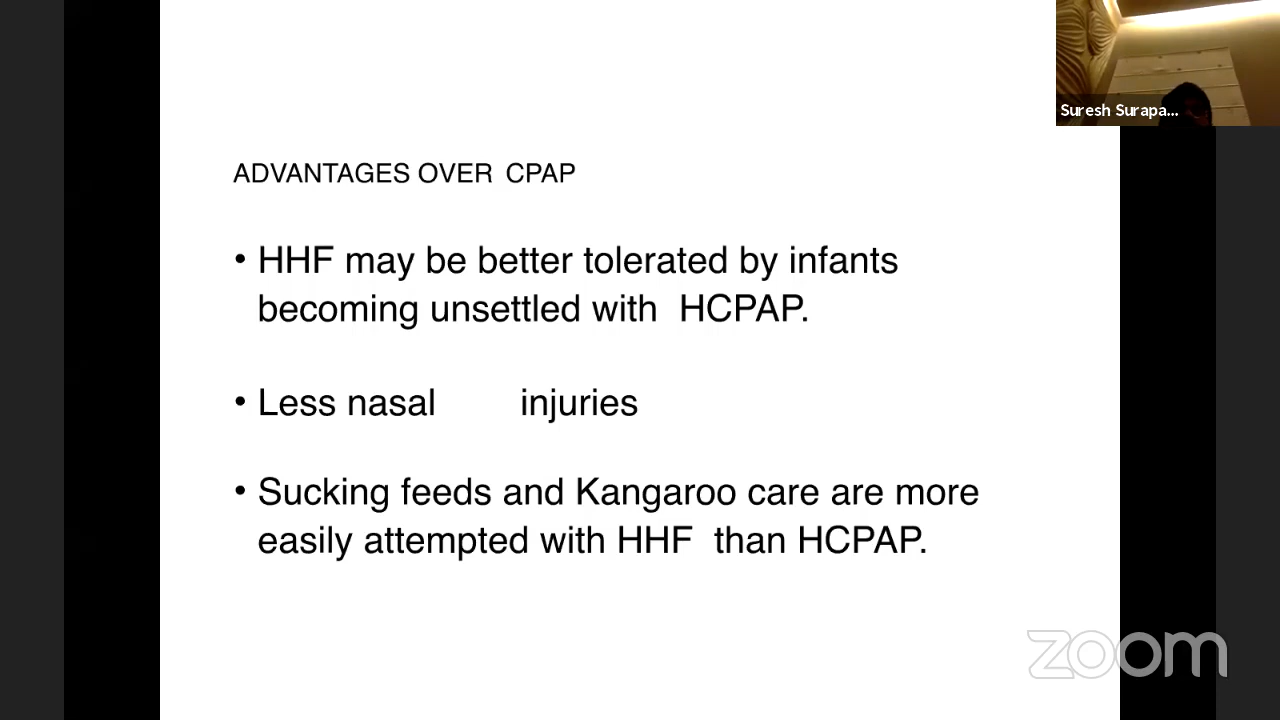 Suresh Surapa...
ADVANTAGES OVER CPAP
• HHF may be better tolerated by infants
becoming unsettled with HCPAP.
• Less nasal injuries
• Sucking feeds and Kangaroo care are more
easily attempted with HHF than HCPAP.
zoom